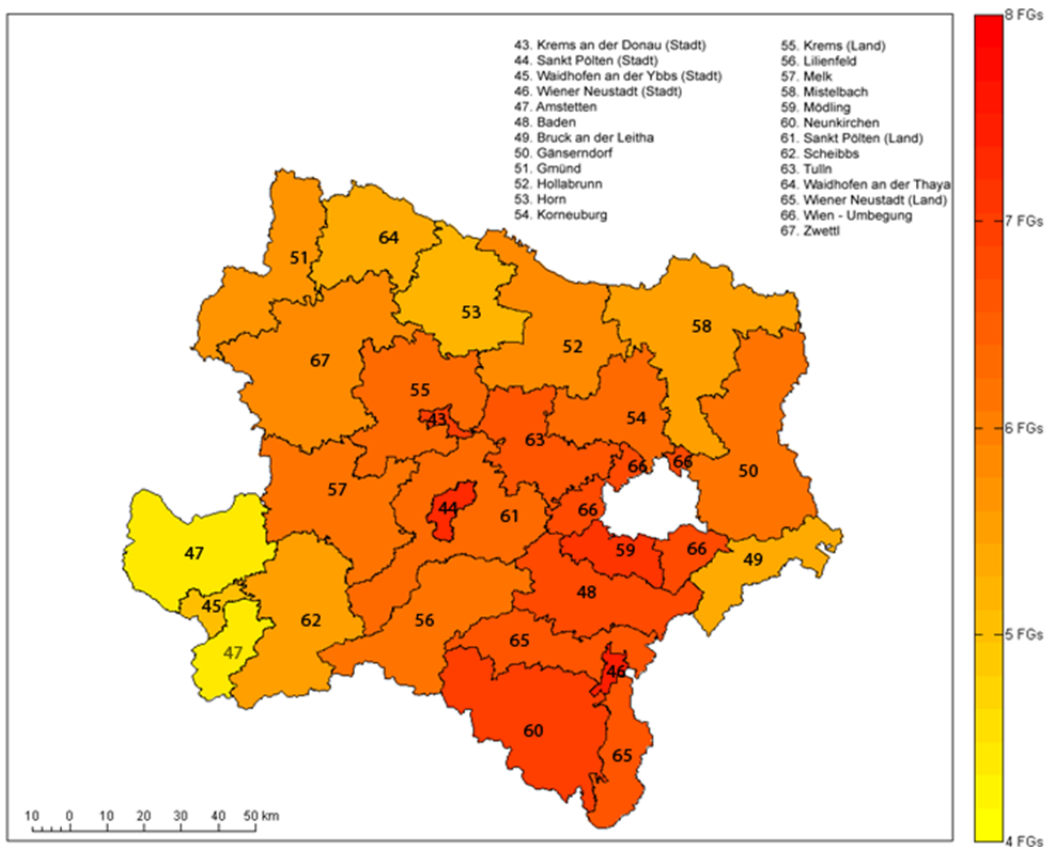 43. Krems an der Donau (Stadt)
44. Sankt Pölten (Stadt)
45. Waidhofen an der Ybbs (Stadt)
46. Wiener Neustadt (Stadt)
47. Amstetten
48. Baden
49. Bruck an der Leitha
50. Gänserndorf
51. Gmünd
52. Hollabrunn
53. Horn
54. Korneuburg
55. Krems (Land)
56. Lilienfeld
57. Melk
58. Mistelbach
59. Mödling
60. Neunkirchen
61. Sankt Pölten (Land)
62. Scheibbs
63. Tulln
64. Waidhofen an der Thaya
65. Wiener Neustadt (Land)
66. Wien - Umbegung
67. Zwettl
8 FGs
7 FGs
6 FGs
5 FGs
4 FGs
64
51
53
58
52
67
55
43
54
63
66
66
50
57
44
61
66
59
66
47
49
48
45
62
56
65
47
46
60
65
10 0 10 20 30 40 50 km